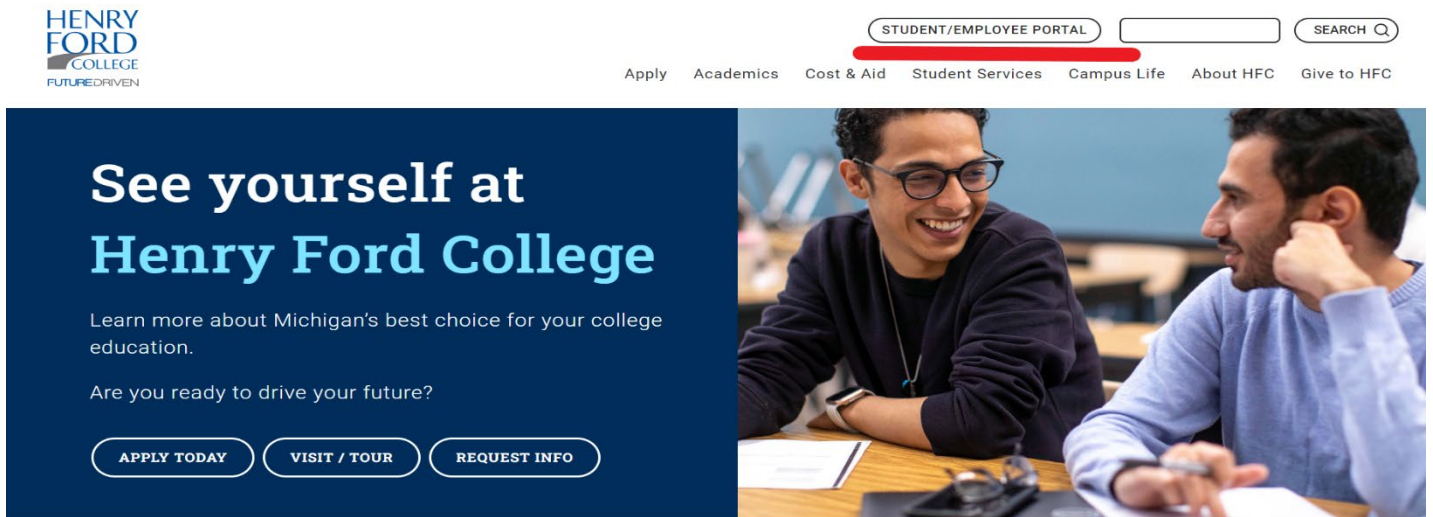 HENRY
FORD
COLLEGE
FUTUREDRIVEN
STUDENT/EMPLOYEE PORTAL
SEARCH
Apply Academics Cost & Aid Student Services Campus Life About HFC Give to HFC
See yourself at
Henry Ford College
Learn more about Michigan's best choice for your college
education.
Are you ready to drive your future?
APPLY TODAY VISIT / TOUR REQUEST INFO